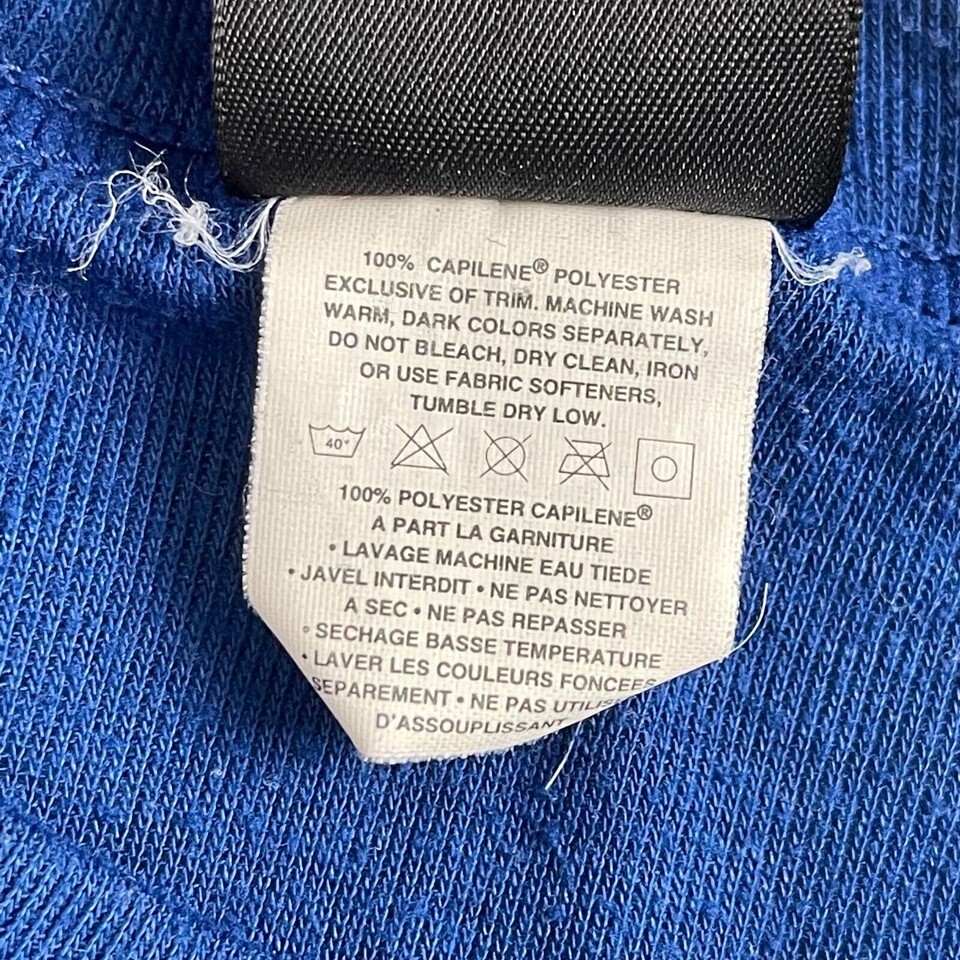 100% CAPILENE® POLYESTER
EXCLUSIVE OF TRIM. MACHINE WASH
WARM, DARK COLORS SEPARATELY,
DO NOT BLEACH, DRY CLEAN, IRON
OR USE FABRIC SOFTENERS,
TUMBLE DRY LOW.
40°
100% POLYESTER CAPILENE®
A PART LA GARNITURE
• LAVAGE MACHINE EAU TIEDE
• JAVEL INTERDIT • NE PAS NETTOYER
A SEC • NE PAS REPASSER
• SECHAGE BASSE TEMPERATURE
• LAVER LES COULEURS FONCEES
SEPAREMENT • NE PAS
D'ASSOUPLISSANT